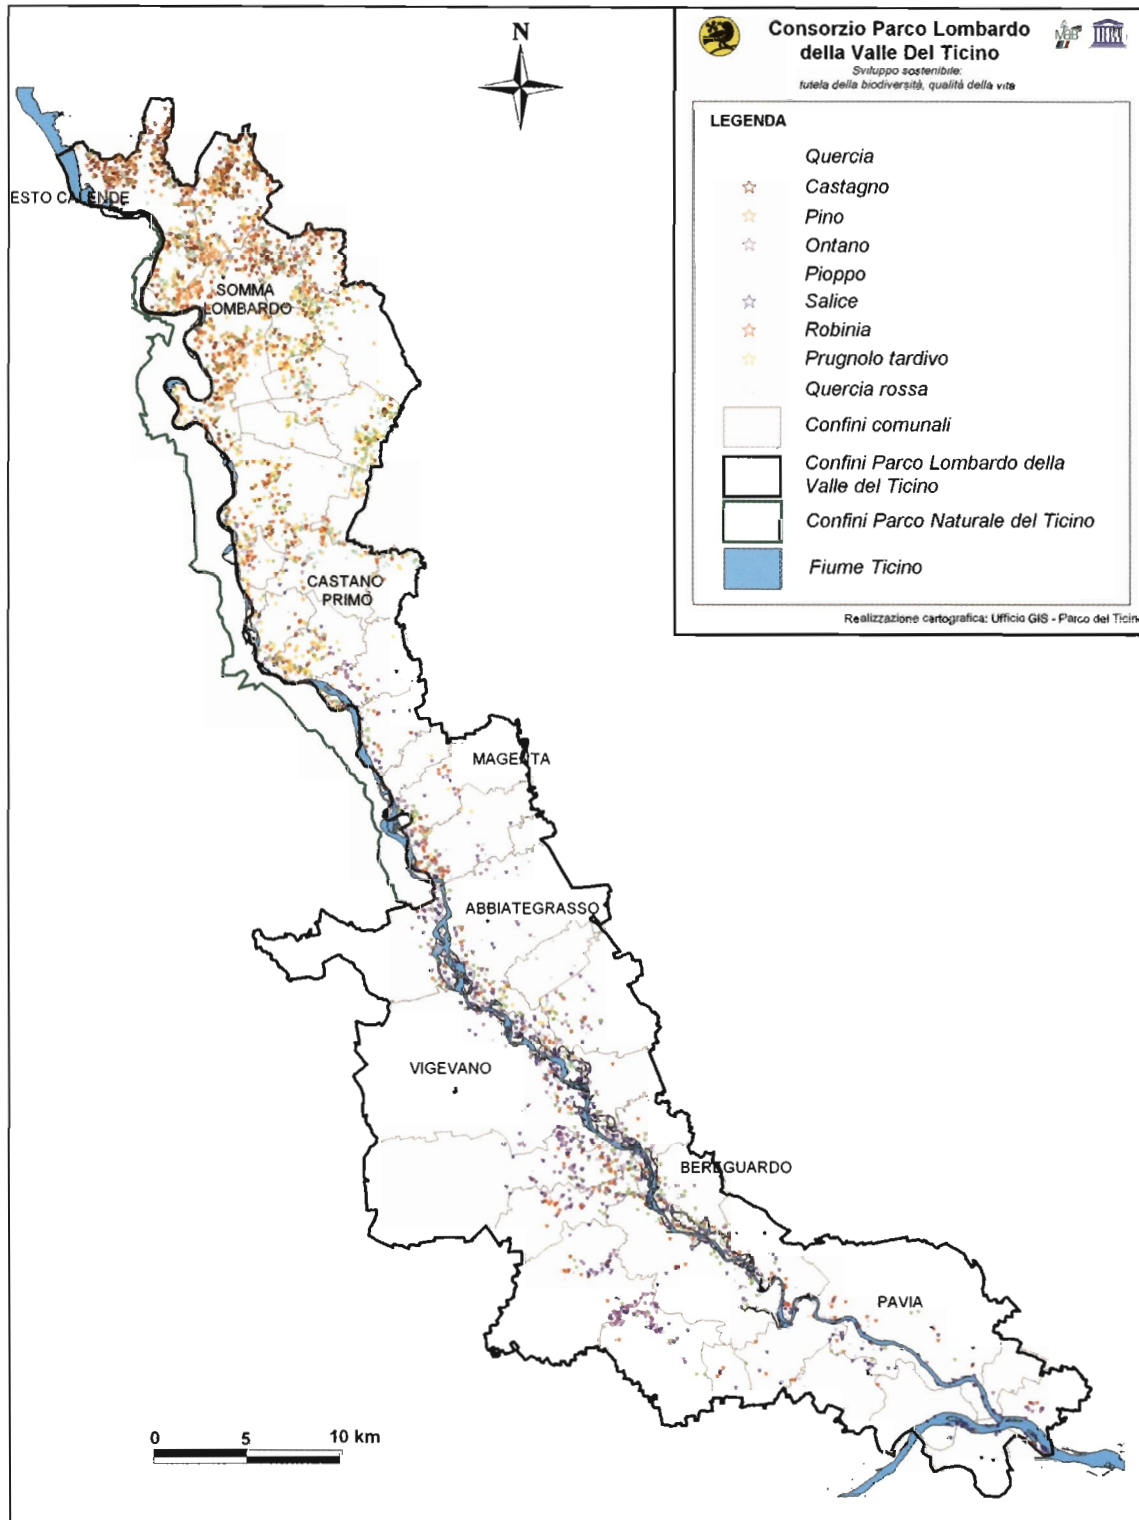 N
Consorzio Parco Lombardo
della Valle Del Ticino
Sviluppo sostenibile:
tutela della biodiversità, qualità della vita
MAB
LEGENDA
Quercia
Castagno
Pino
Ontano
Pioppo
Salice
Robinia
Prugnolo tardivo
Quercia rossa
Confini comunali
Confini Parco Lombardo della
Valle del Ticino
Confini Parco Naturale del Ticino
Fiume Ticino
Realizzazione cartografica: Ufficio GIS - Parco del Ticin
ESTO CALENDE
SOMMA
LOMBARDO
CASTANO
PRIMO
MAGENTA
ABBIATEGRASSO
VIGEVANO
BEREGUARDO
PAVIA
0 5 10 km